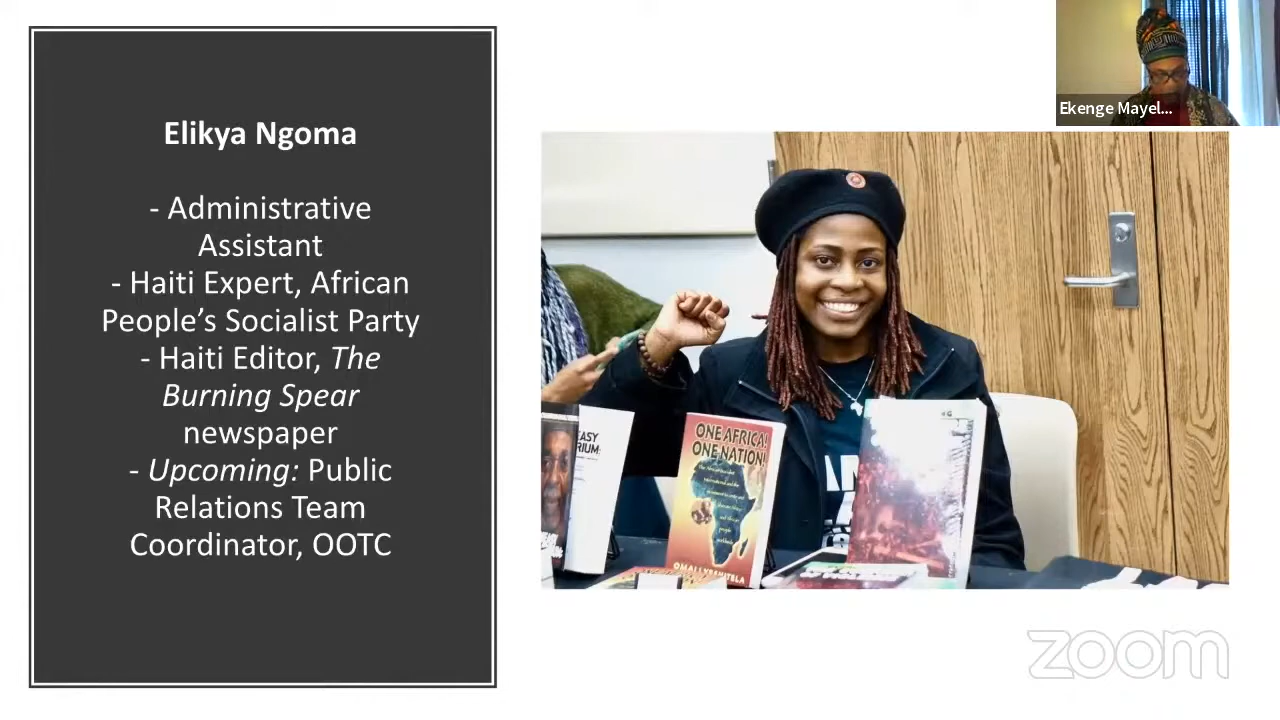 Elikya Ngoma
- Administrative
Assistant
- Haiti Expert, African
People's Socialist Party
- Haiti Editor, The
Burning Spear
newspaper
- Upcoming: Public
Relations Team
Coordinator, OOTC
Ekenge Mayel...
EASY
ONE AFRICA!
ONE NATION!
zoom